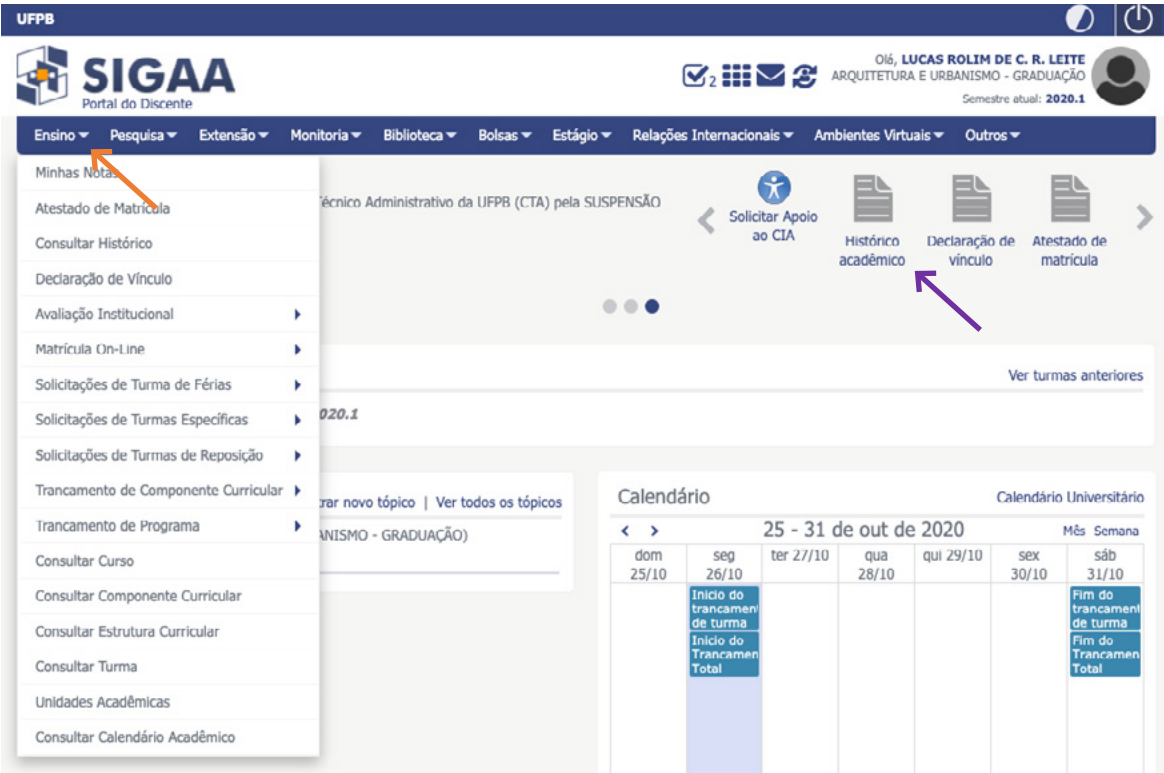 UFPB
SIGAA
Portal do Discente
2
Olá, LUCAS ROLIM DE C. R. LEITE
ARQUITETURA E URBANISMO - GRADUAÇÃO
Semestre atual: 2020.1
Ensino Pesquisa Extensão Monitoria Biblioteca Bolsas Estágio Relações Internacionais Ambientes Virtuais Outros
Minhas Notas
Atestado de Matrícula
Consultar Histórico
Declaração de Vínculo
Avaliação Institucional
Matrícula On-Line
Solicitações de Turma de Férias
Solicitações de Turmas Específicas
Solicitações de Turmas de Reposição
Trancamento de Componente Curricular
Trancamento de Programa
Consultar Curso
Consultar Componente Curricular
Consultar Estrutura Curricular
Consultar Turma
Unidades Acadêmicas
Consultar Calendário Acadêmico
Técnico Administrativo da UFPB (CTA) pela SUSPENSÃO
Solicitar Apoio
ao CIA
Histórico
acadêmico
Declaração de
vínculo
Atestado de
matrícula
Ver turmas anteriores
020.1
trar novo tópico | Ver todos os tópicos
ANISMO - GRADUAÇÃO)
Calendário
Calendário Universitário
25 - 31 de out de 2020
Mês Semana
dom
25/10
seg
26/10
ter 27/10
qua
28/10
qui 29/10
sex
30/10
sáb
31/10
Inicio do
trancament
de turma
Inicio do
Trancamen
Total
Fim do
trancament
de turma
Fim do
Trancamen
Total